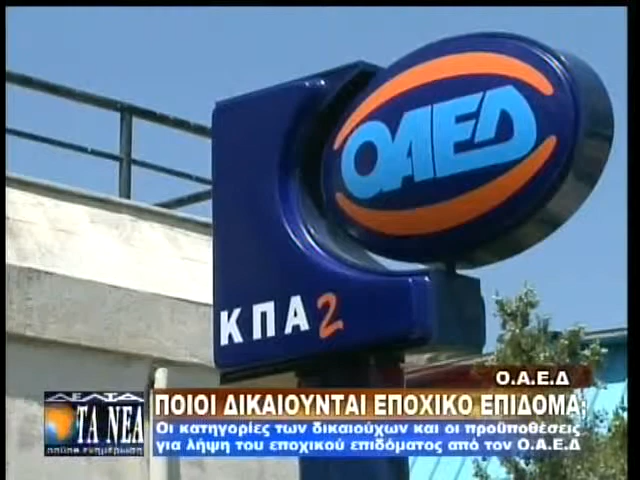 ΟΑΕΔ
ΚΠΑ 2
Ο.Α.Ε.Δ
ΠΟΙΟΙ ΔΙΚΑΙΟΥΝΤΑΙ ΕΠΟΧΙΚΟ ΕΠΙΔΟΜΑ;
Οι κατηγορίες των δικαιούχων και οι προϋποθέσεις
για λήψη του εποχικού επιδόματος από τον Ο.Α.Ε.Δ
ΔΕΛΤΑ
ΤΑ ΝΕΑ